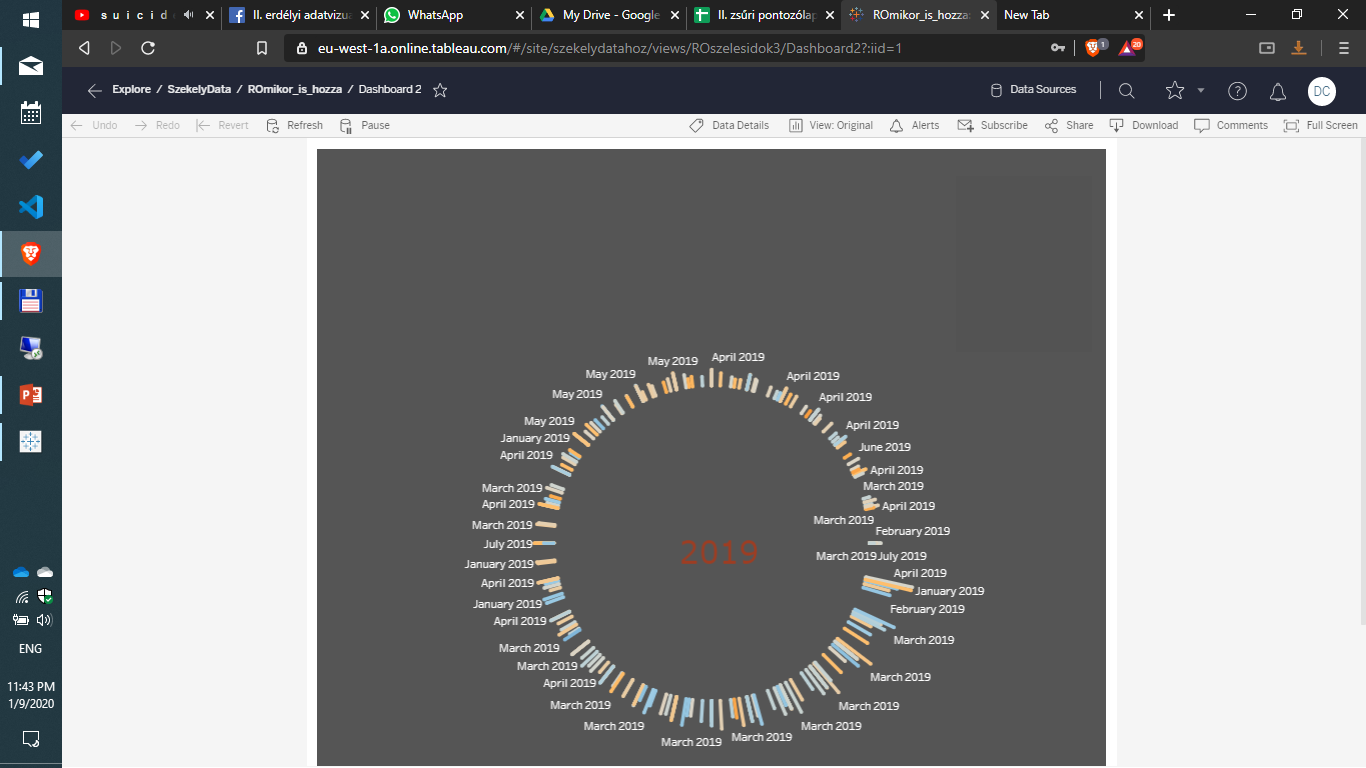 s u i c i d
II. erdélyi adatvizua
WhatsApp
My Drive - Google
II. zsűri pontozólap
ROmikor_is_hozza:
New Tab
eu-west-1a.online.tableau.com/#/site/szekelydatahoz/views/ROszelesidok3/Dashboard2?:iid=1
1
20
Explore / SzekelyData / ROmikor_is_hozza / Dashboard 2
Data Sources
DC
Undo
Redo
Revert
Refresh
Pause
Data Details
View: Original
Alerts
Subscribe
Share
Download
Comments
Full Screen
May 2019
April 2019
May 2019
April 2019
May 2019
April 2019
May 2019
April 2019
January 2019
June 2019
April 2019
April 2019
March 2019
March 2019
April 2019
April 2019
March 2019
March 2019
February 2019
July 2019
March 2019
July 2019
January 2019
April 2019
April 2019
January 2019
January 2019
February 2019
April 2019
March 2019
March 2019
March 2019
April 2019
March 2019
March 2019
March 2019
March 2019
March 2019
March 2019
March 2019
2019
ENG
11:43 PM
1/9/2020